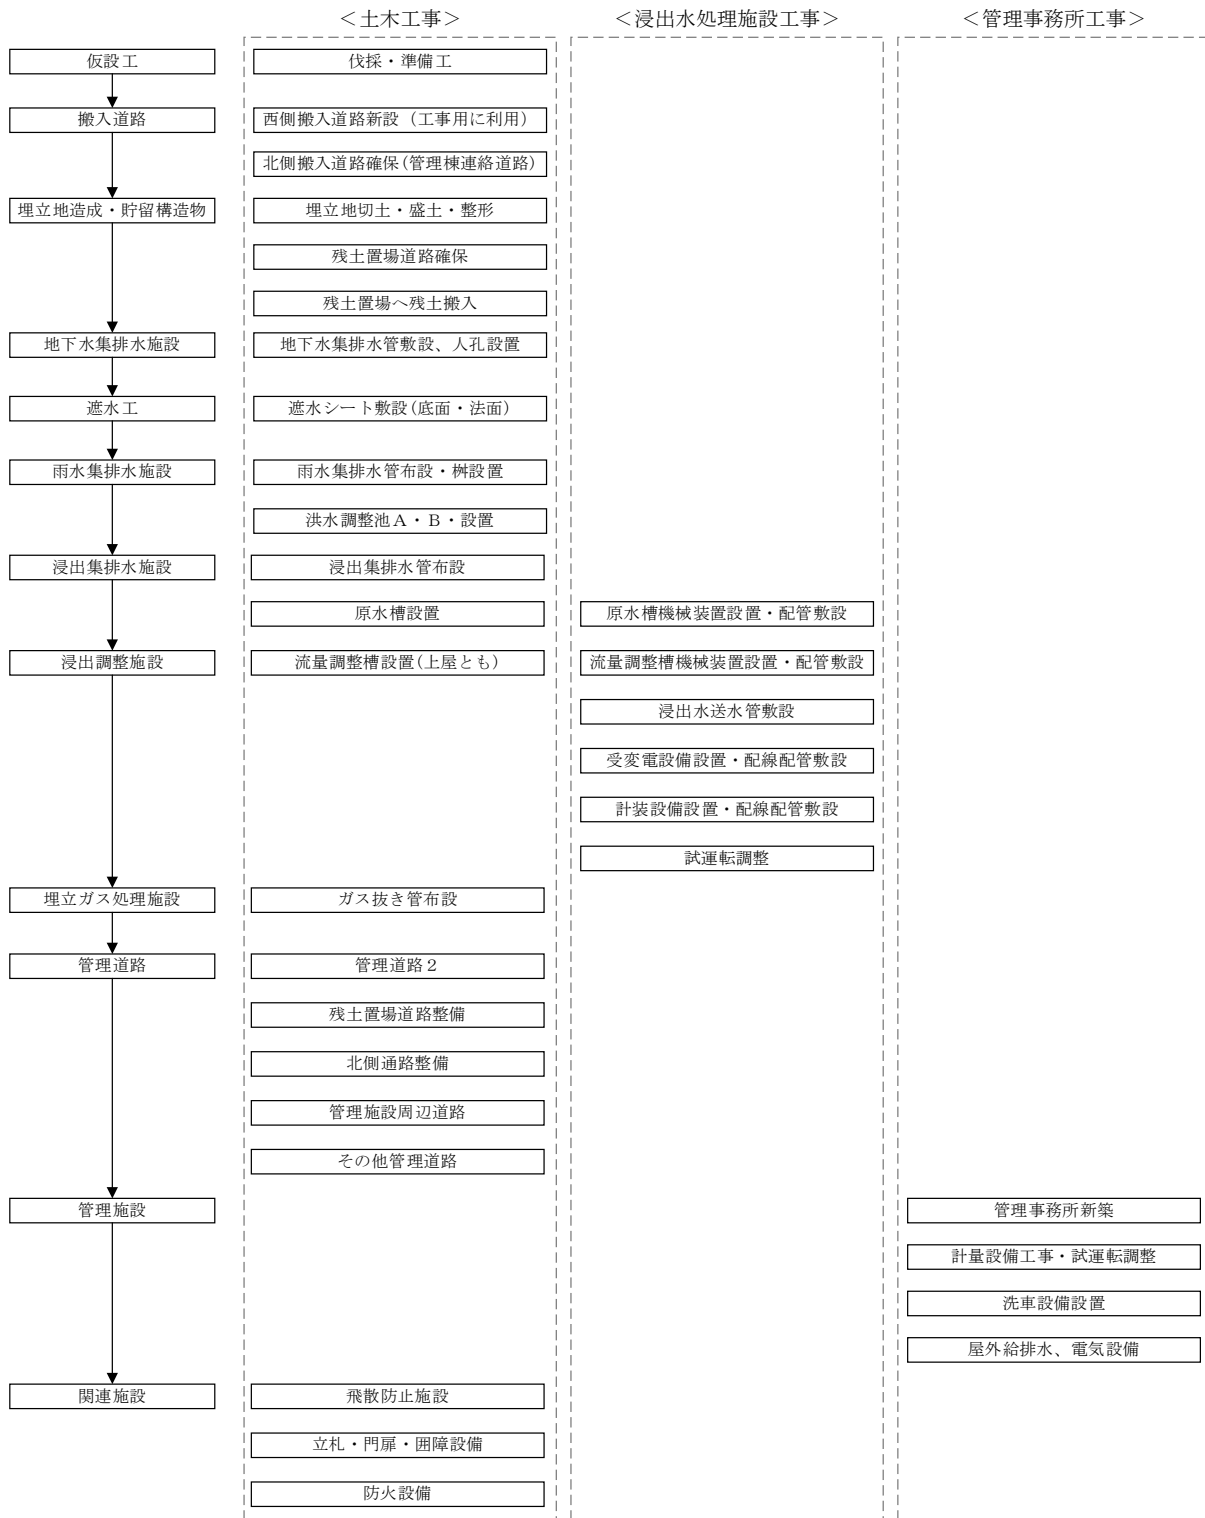 ＜土木工事＞
＜浸出水処理施設工事＞
＜管理事務所工事＞
仮設工
伐採・準備工
搬入道路
西側搬入道路新設（工事用に利用）
北側搬入道路確保(管理棟連絡道路)
埋立地造成・貯留構造物
埋立地切土・盛土・整形
残土置場道路確保
残土置場へ残土搬入
地下水集排水施設
地下水集排水管敷設、人孔設置
遮水工
遮水シート敷設(底面・法面)
雨水集排水施設
雨水集排水管布設・桝設置
洪水調整池Ａ・Ｂ・設置
浸出集排水施設
浸出集排水管布設
原水槽設置
原水槽機械装置設置・配管敷設
浸出調整施設
流量調整槽設置(上屋とも)
流量調整槽機械装置設置・配管敷設
浸出水送水管敷設
受変電設備設置・配線配管敷設
計装設備設置・配線配管敷設
試運転調整
埋立ガス処理施設
ガス抜き管布設
管理道路
管理道路２
残土置場道路整備
北側通路整備
管理施設周辺道路
その他管理道路
管理施設
管理事務所新築
計量設備工事・試運転調整
洗車設備設置
屋外給排水、電気設備
関連施設
飛散防止施設
立札・門扉・囲障設備
防火設備